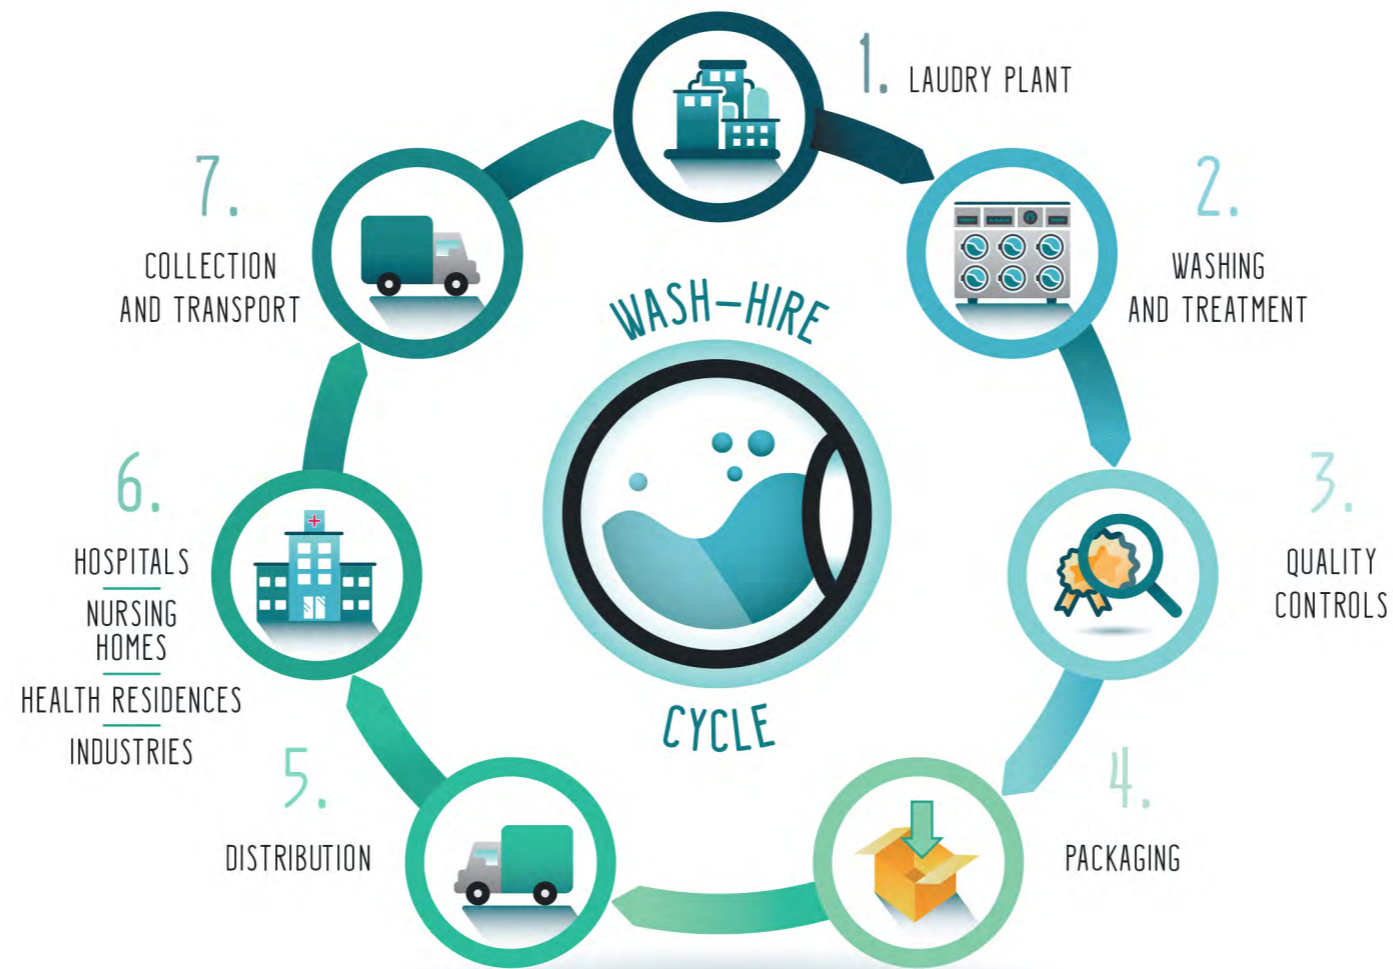 1. LAUDRY PLANT
2.
WASHING
AND TREATMENT
3.
QUALITY
CONTROLS
4.
PACKAGING
5.
DISTRIBUTION
6.
HOSPITALS
NURSING
HOMES
HEALTH RESIDENCES
INDUSTRIES
7.
COLLECTION
AND TRANSPORT
WASH-HIRE
CYCLE